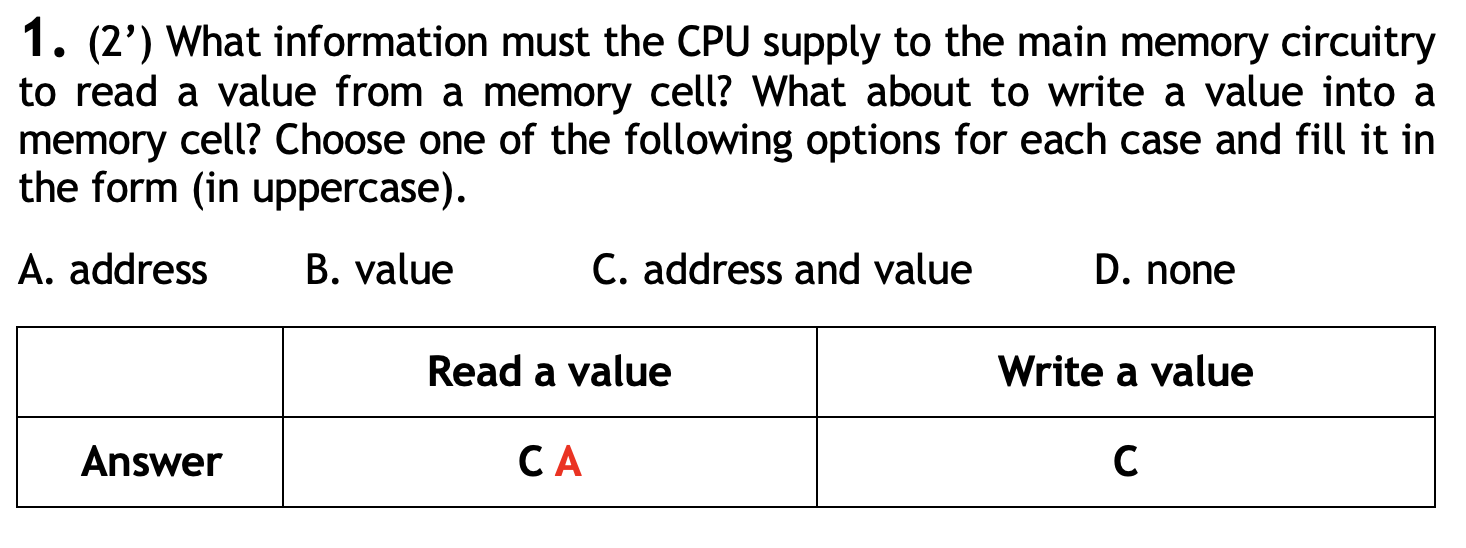 1. (2’) What information must the CPU supply to the main memory circuitry
to read a value from a memory cell? What about to write a value into a
memory cell? Choose one of the following options for each case and fill it in
the form (in uppercase).
A. address B. value C. address and value D. none
Read a value Write a value
Answer C A C